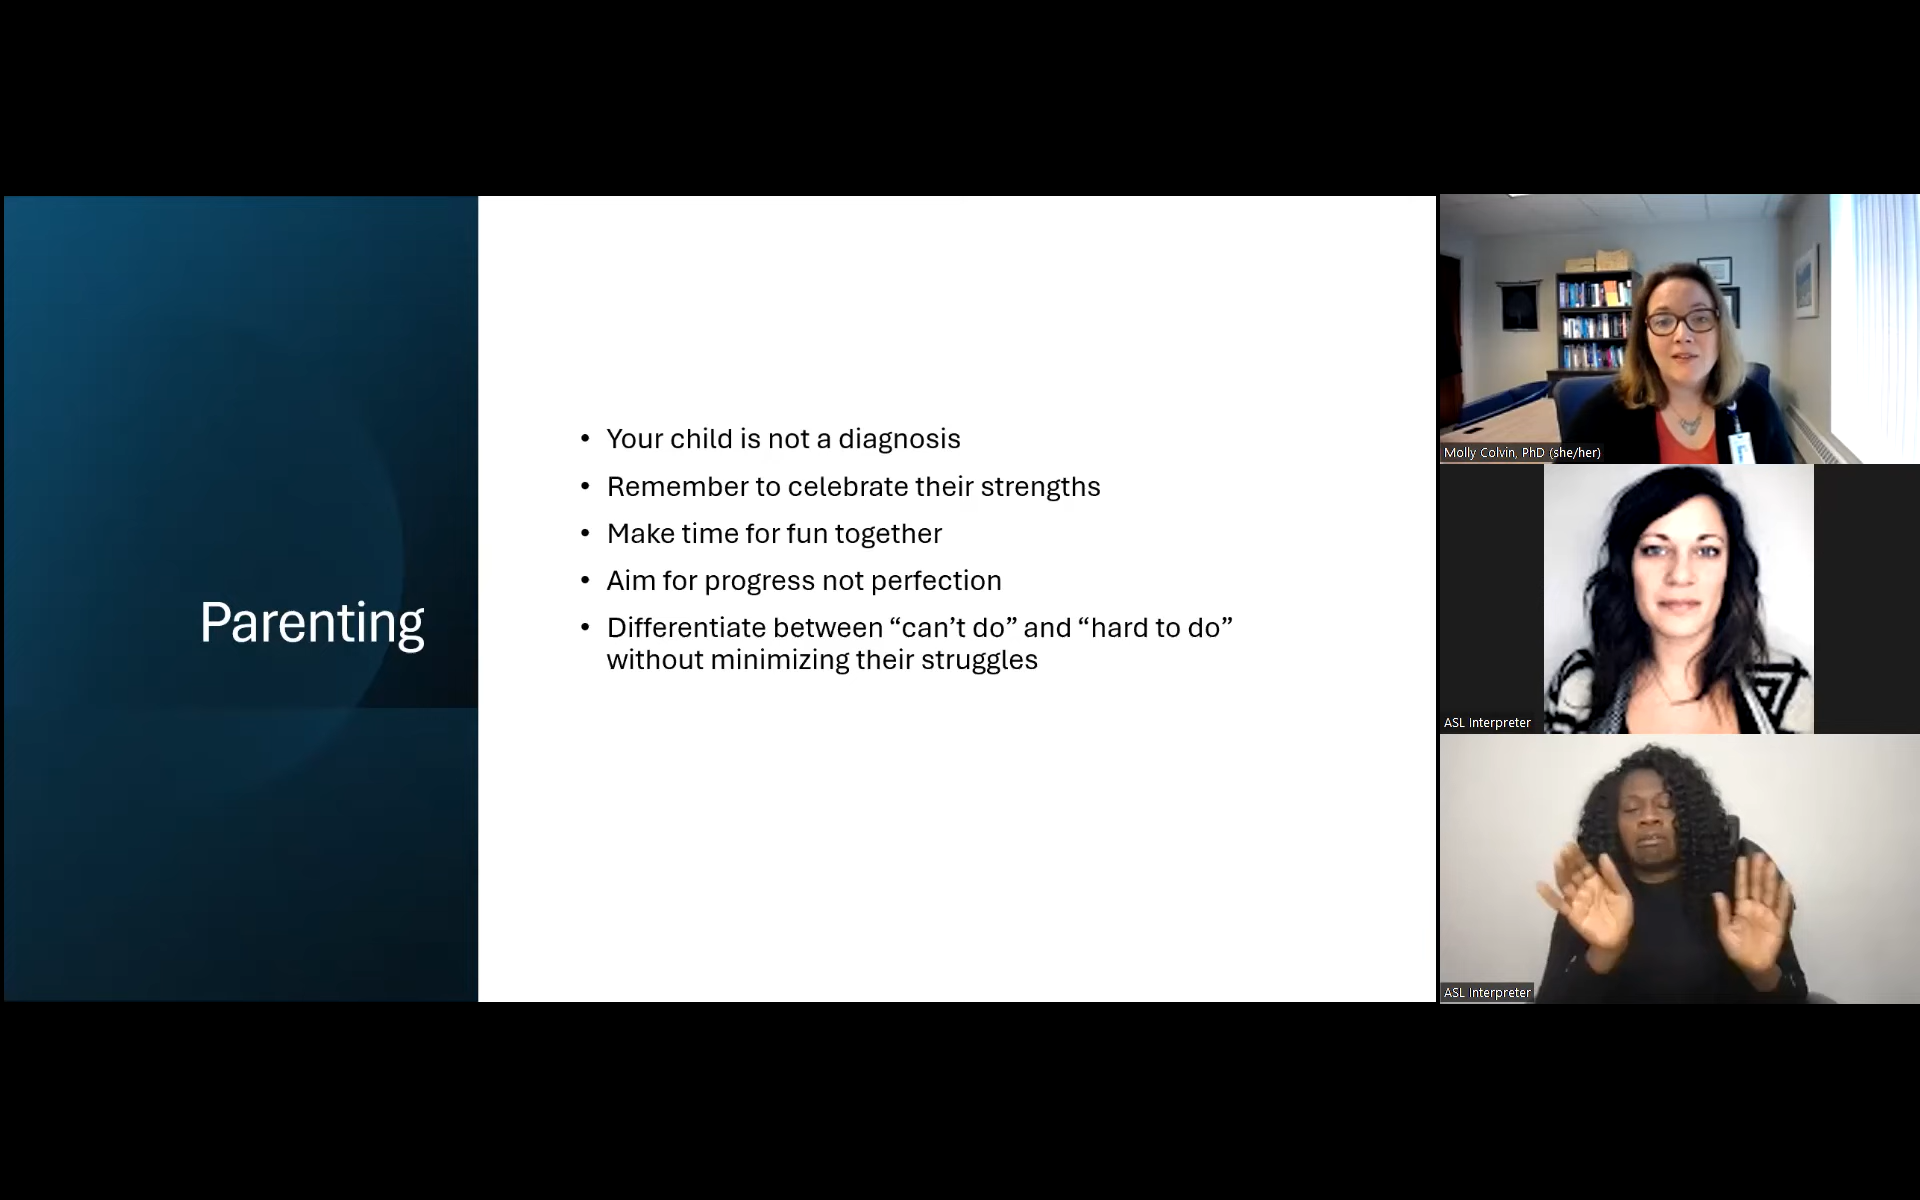 Parenting
• Your child is not a diagnosis
• Remember to celebrate their strengths
• Make time for fun together
• Aim for progress not perfection
• Differentiate between “can’t do” and “hard to do”
without minimizing their struggles
Molly Colvin, PhD (she/her)
ASL Interpreter
ASL Interpreter